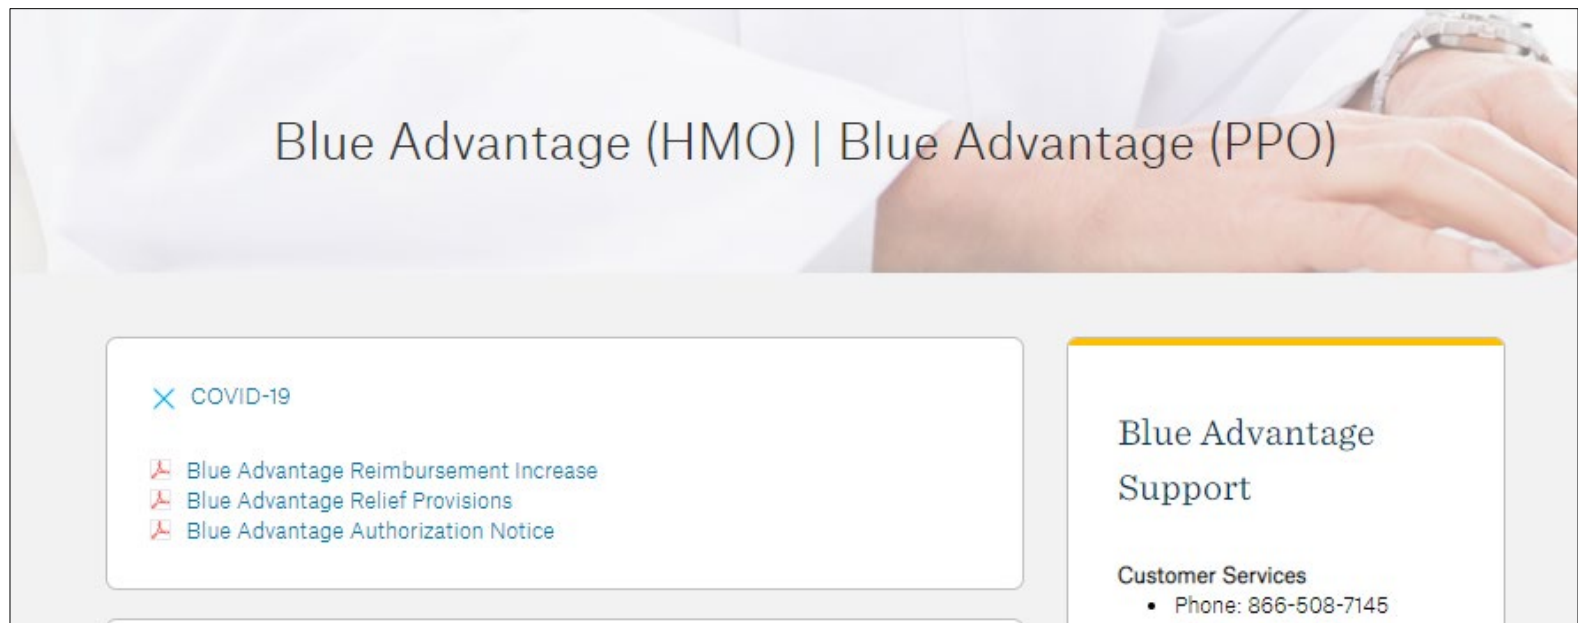 Blue Advantage (HMO) | Blue Advantage (PPO)
COVID-19
Blue Advantage Reimbursement Increase
Blue Advantage Relief Provisions
Blue Advantage Authorization Notice
Blue Advantage
Support
Customer Services
• Phone: 866-508-7145